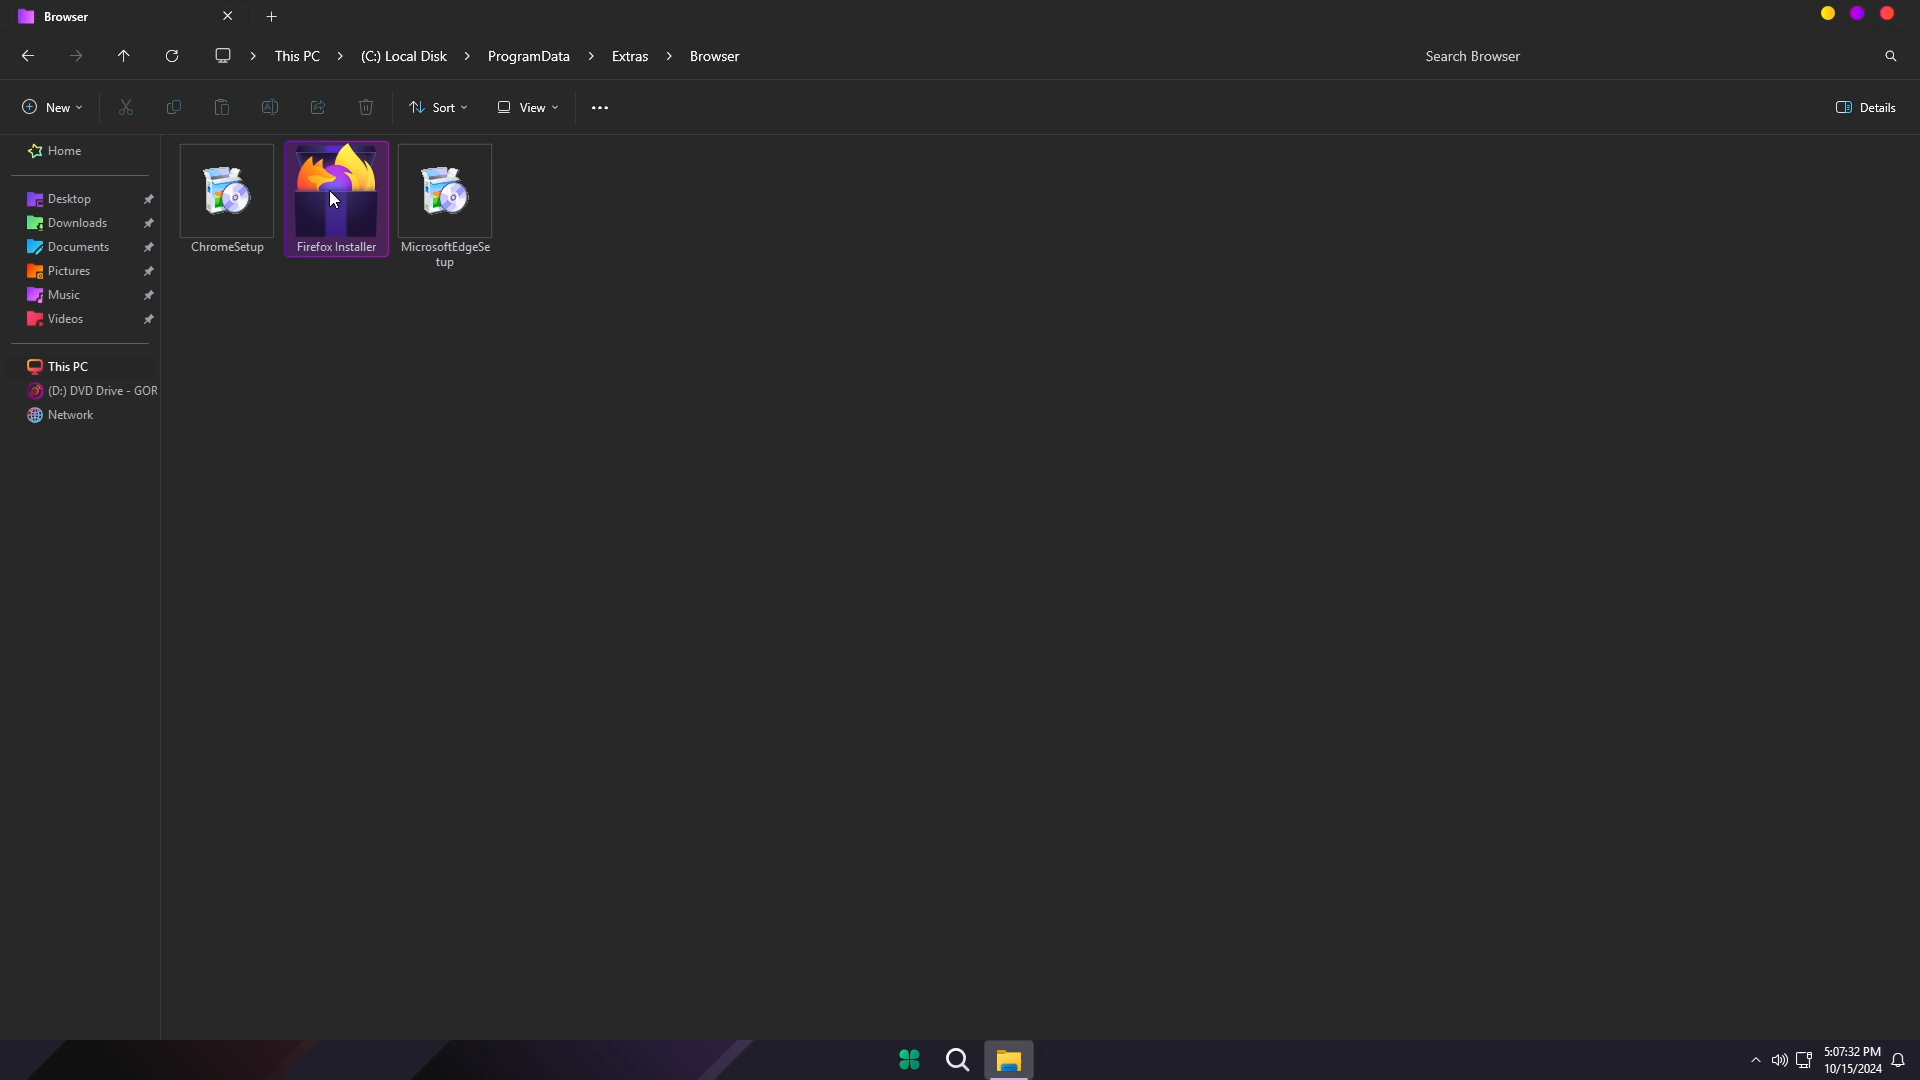 Browser
This PC
(C:) Local Disk
ProgramData
Extras
Browser
Search Browser
New
Sort
View
Details
Home
Desktop
Downloads
Documents
Pictures
Music
Videos
This PC
(D:) DVD Drive - GOR
Network
ChromeSetup
Firefox Installer
MicrosoftEdgeSe
tup
5:07:32 PM
10/15/2024